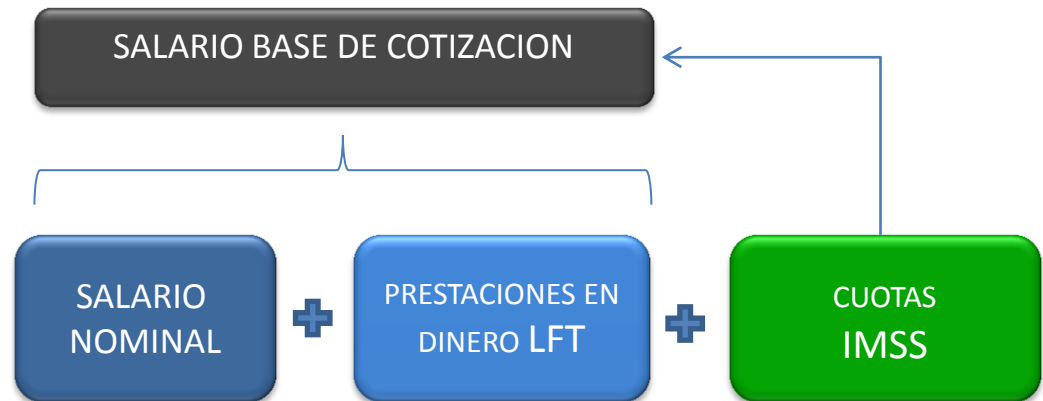 SALARIO BASE DE COTIZACION
SALARIO
NOMINAL
PRESTACIONES EN
DINERO LFT
CUOTAS
IMSS